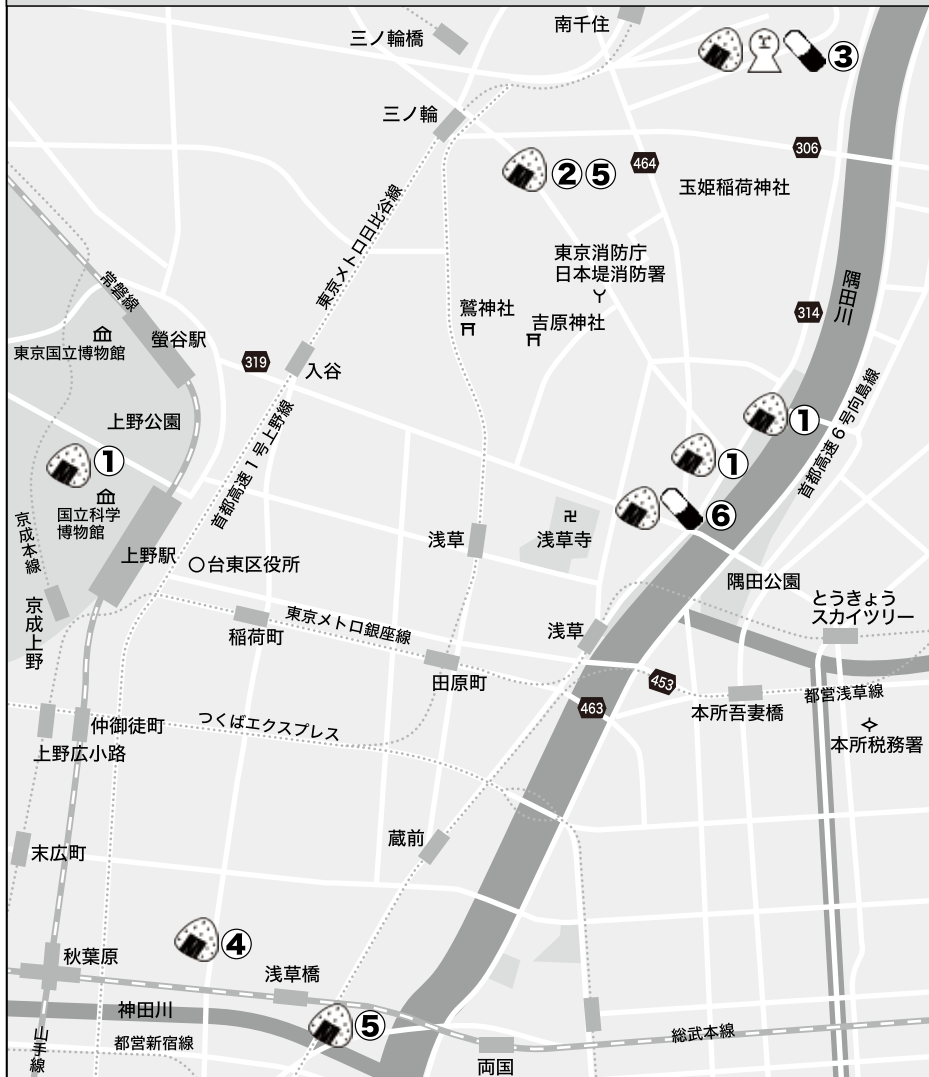 南千住
三ノ輪橋
③
三ノ輪
306
464
②⑤
玉姫稲荷神社
東京メトロ日比谷線
東京消防庁
日本堤消防署
常磐線
隅田川
鷲神社
吉原神社
314
螢谷駅
東京国立博物館
319
入谷
首都高速6号向島線
上野公園
①
①
首都高速1号上野線
①
国立科学
博物館
⑥
京成本線
浅草
浅草寺
上野駅
台東区役所
隅田公園
とうきょう
スカイツリー
京成上野
東京メトロ銀座線
稲荷町
浅草
田原町
453
463
都営浅草線
本所吾妻橋
仲御徒町
つくばエクスプレス
上野広小路
本所税務署
蔵前
末広町
④
秋葉原
浅草橋
神田川
⑤
山手線
都営新宿線
総武本線
両国